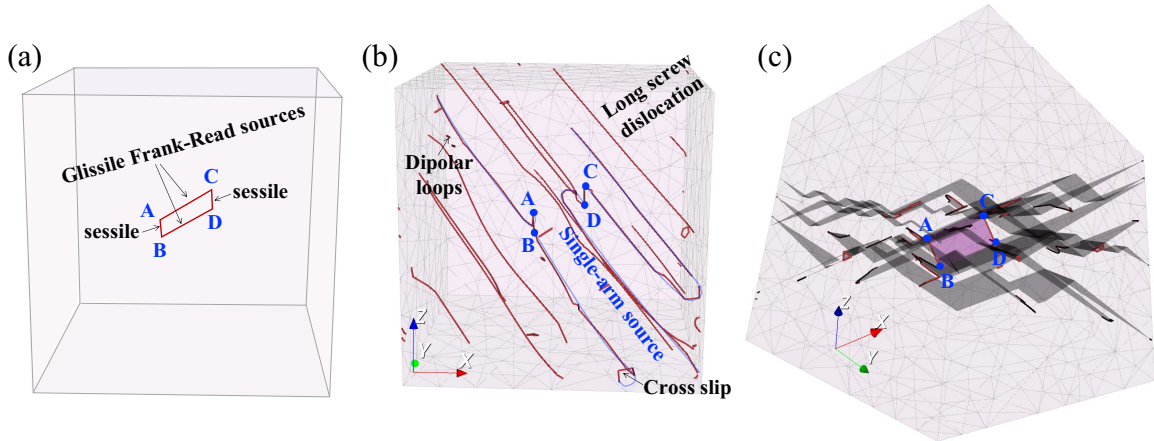 (a)
Glissile Frank-Read sources
C
A
sessile
sessile
D
B
(b)
Long screw
dislocation
Dipolar
loops
C
A
D
B
Single-arm source
Z
Y
X
Cross slip
(c)
C
A
D
B
Z
X
Y